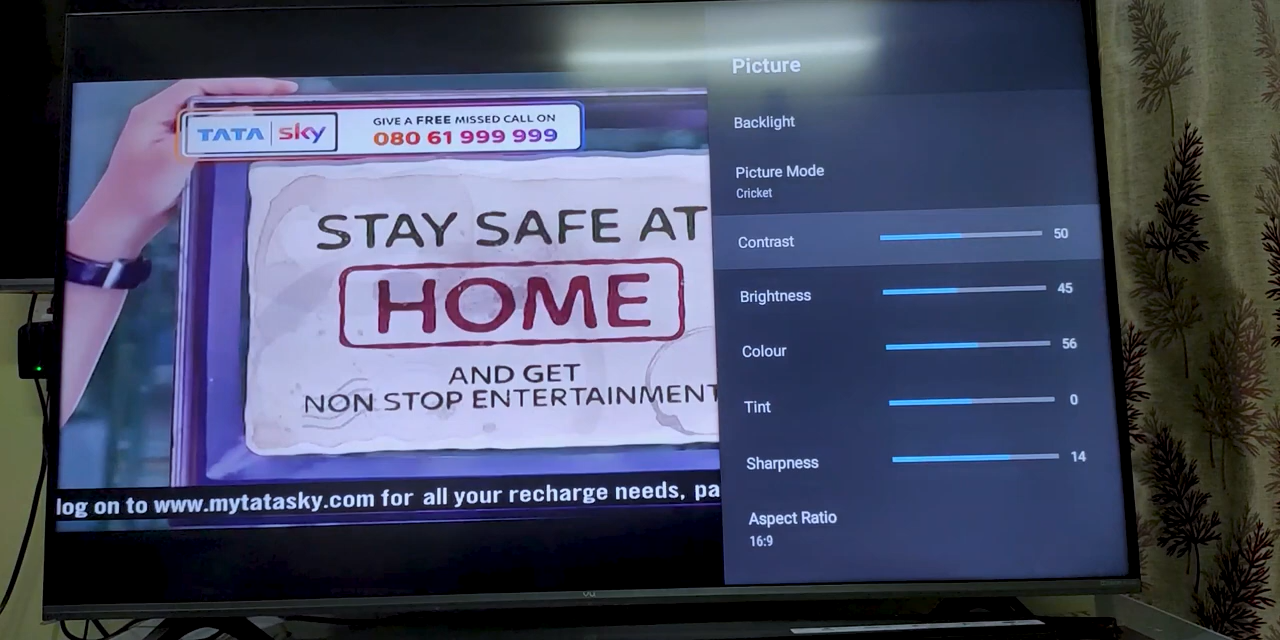 TATA sky
GIVE A FREE MISSED CALL ON
080 61 999 999
STAY SAFE AT
HOME
AND GET
NON STOP ENTERTAINMENT
log on to www.mytatasky.com for all your recharge needs, pa
Picture
Backlight
Picture Mode
Cricket
Contrast 50
Brightness 45
Colour 56
Tint 0
Sharpness 14
Aspect Ratio
16:9
VU